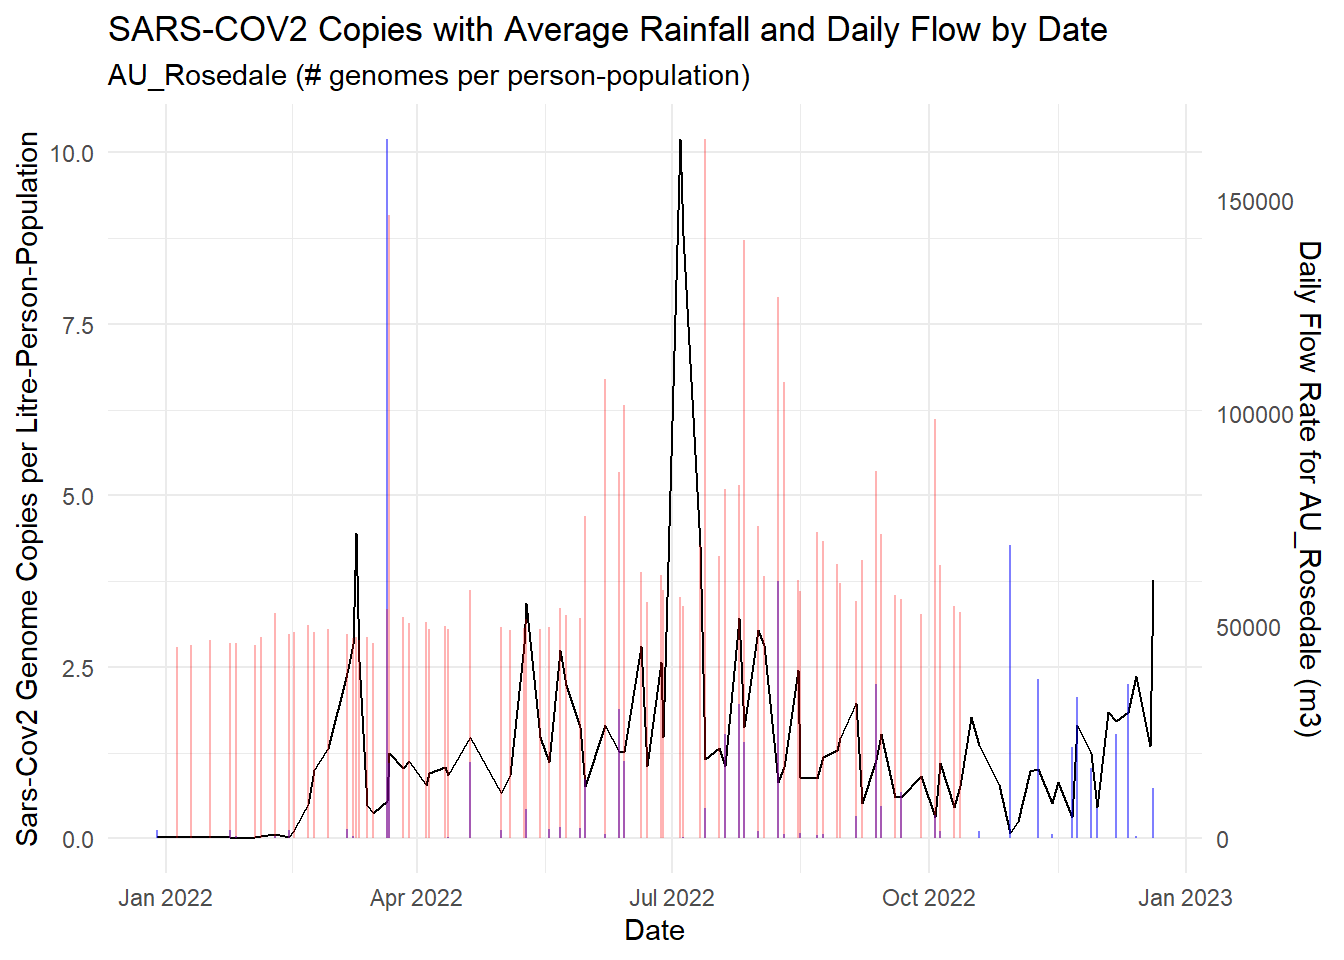 SARS-COV2 Copies with Average Rainfall and Daily Flow by Date
AU_Rosedale (# genomes per person-population)
Sars-Cov2 Genome Copies per Litre-Person-Population
10.0
7.5
5.0
2.5
0.0
150000
100000
50000
0
Daily Flow Rate for AU_Rosedale (m3)
Jan 2022
Apr 2022
Jul 2022
Oct 2022
Jan 2023
Date